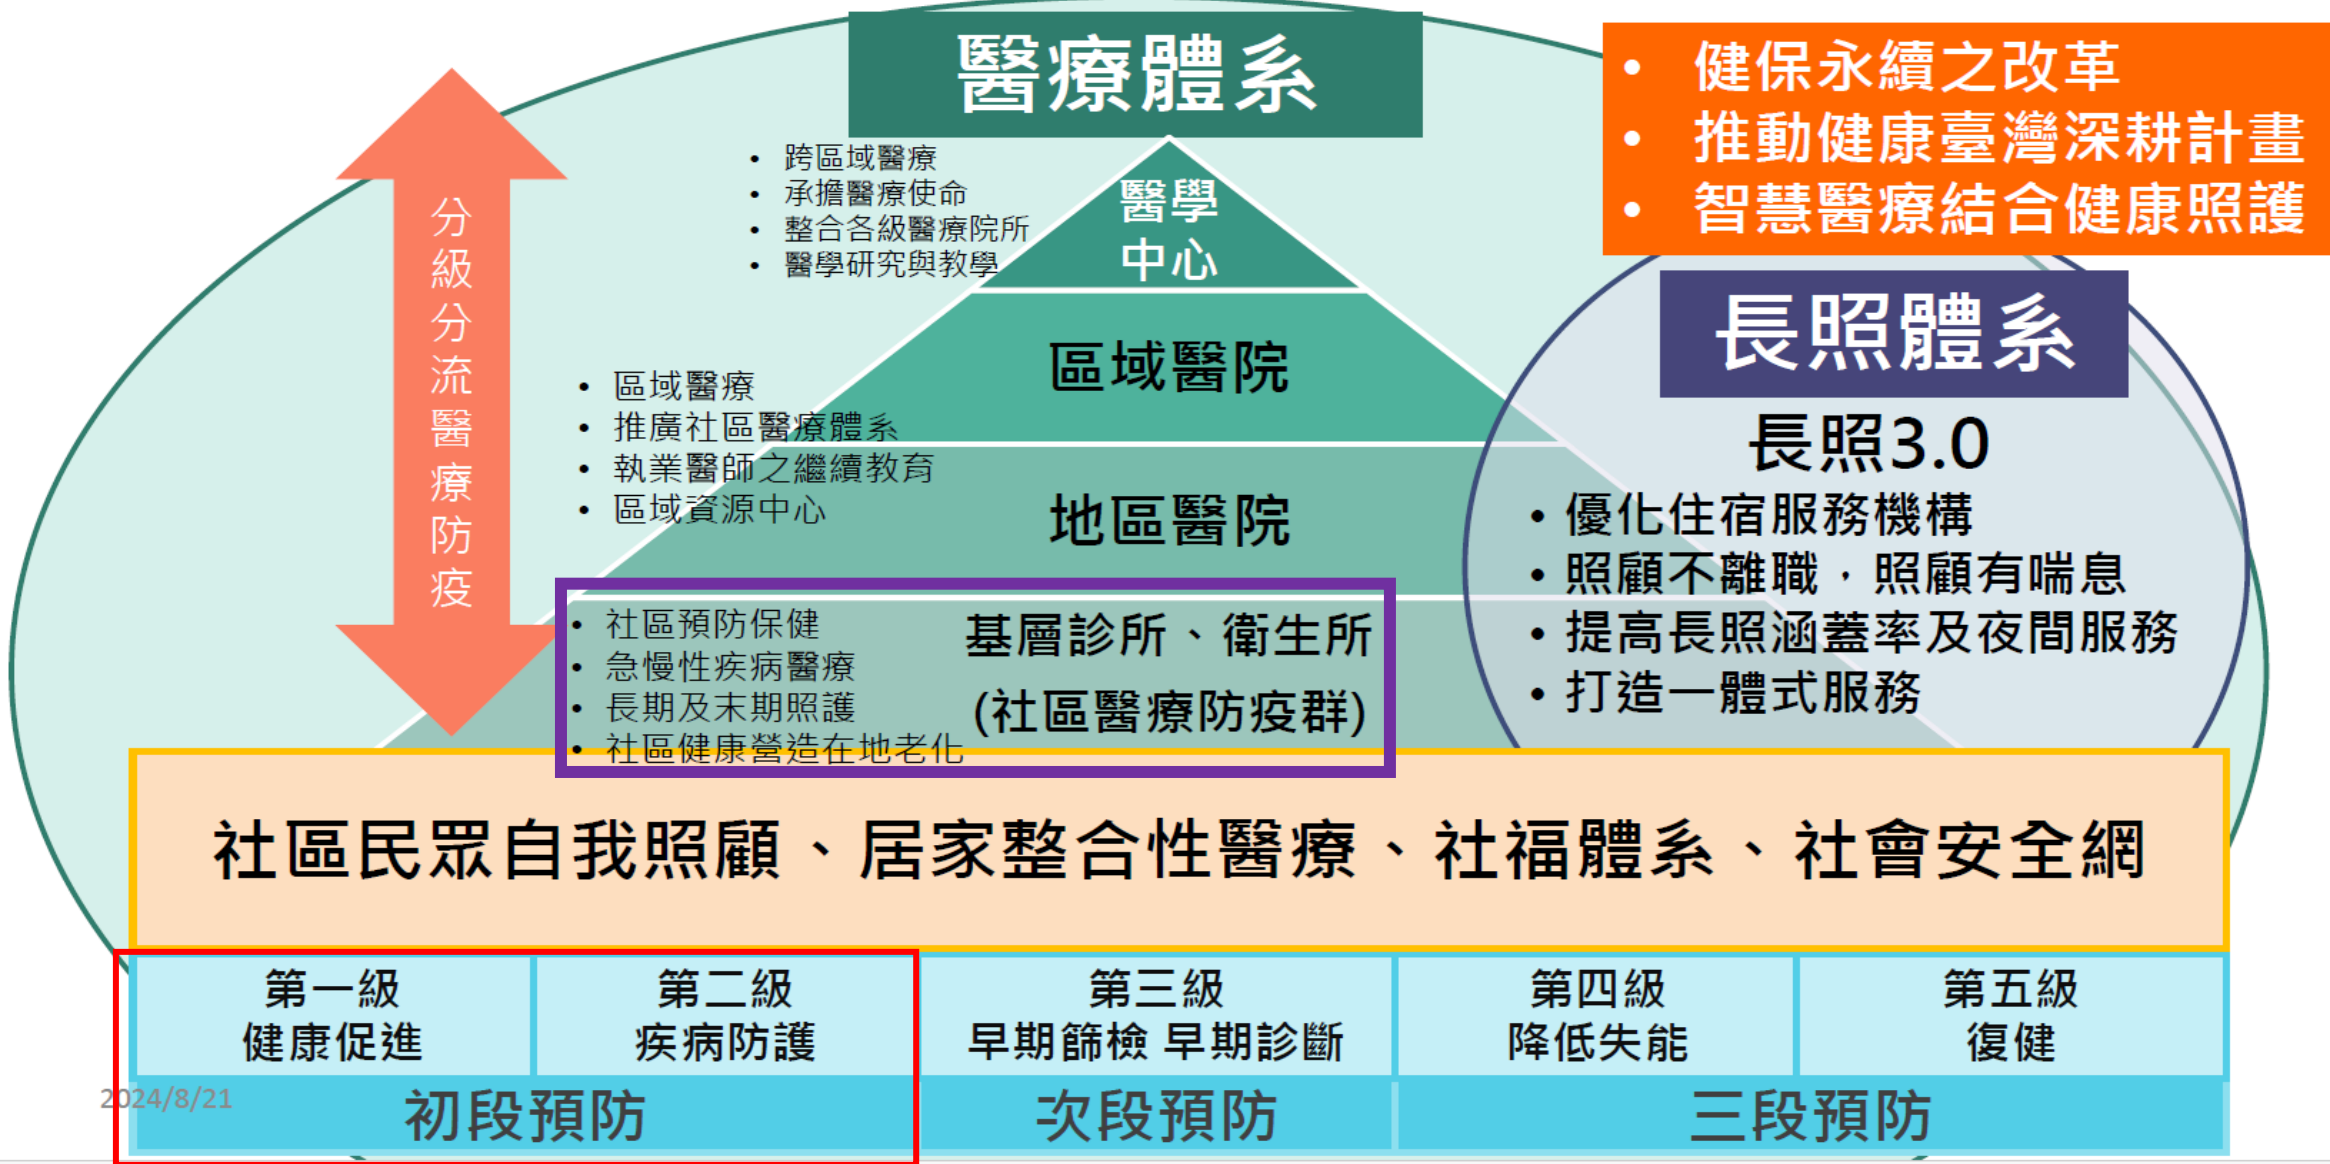 醫療體系
• 健保永續之改革
• 推動健康臺灣深耕計畫
• 智慧醫療結合健康照護
分級分流醫療防疫
• 跨區域醫療
• 承擔醫療使命
• 整合各級醫療院所
• 醫學研究與教學
醫學
中心
長照體系
長照3.0
• 優化住宿服務機構
• 照顧不離職，照顧有喘息
• 提高長照涵蓋率及夜間服務
• 打造一體式服務
區域醫院
• 區域醫療
• 推廣社區醫療體系
• 執業醫師之繼續教育
• 區域資源中心
地區醫院
• 社區預防保健
• 急慢性疾病醫療
• 長期及末期照護
• 社區健康營造在地老化
基層診所、衛生所
(社區醫療防疫群)
社區民眾自我照顧、居家整合性醫療、社福體系、社會安全網
第一級
健康促進
第二級
疾病防護
第三級
早期篩檢 早期診斷
第四級
降低失能
第五級
復健
2024/8/21
初段預防
次段預防
三段預防